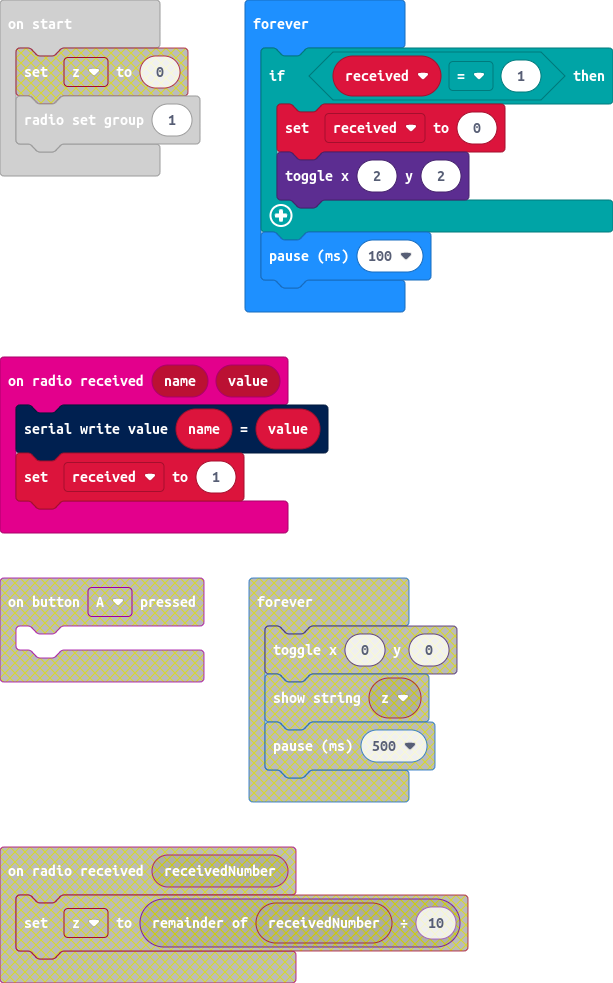 on start
set z to 0
radio set group 1
forever
if received = 1 then
set received to 0
toggle x 2 y 2
pause (ms) 100
on radio received name value
serial write value name = value
set received to 1
on button A pressed
forever
toggle x 0 y 0
show string z
pause (ms) 500
on radio received receivedNumber
set z to remainder of receivedNumber ÷ 10